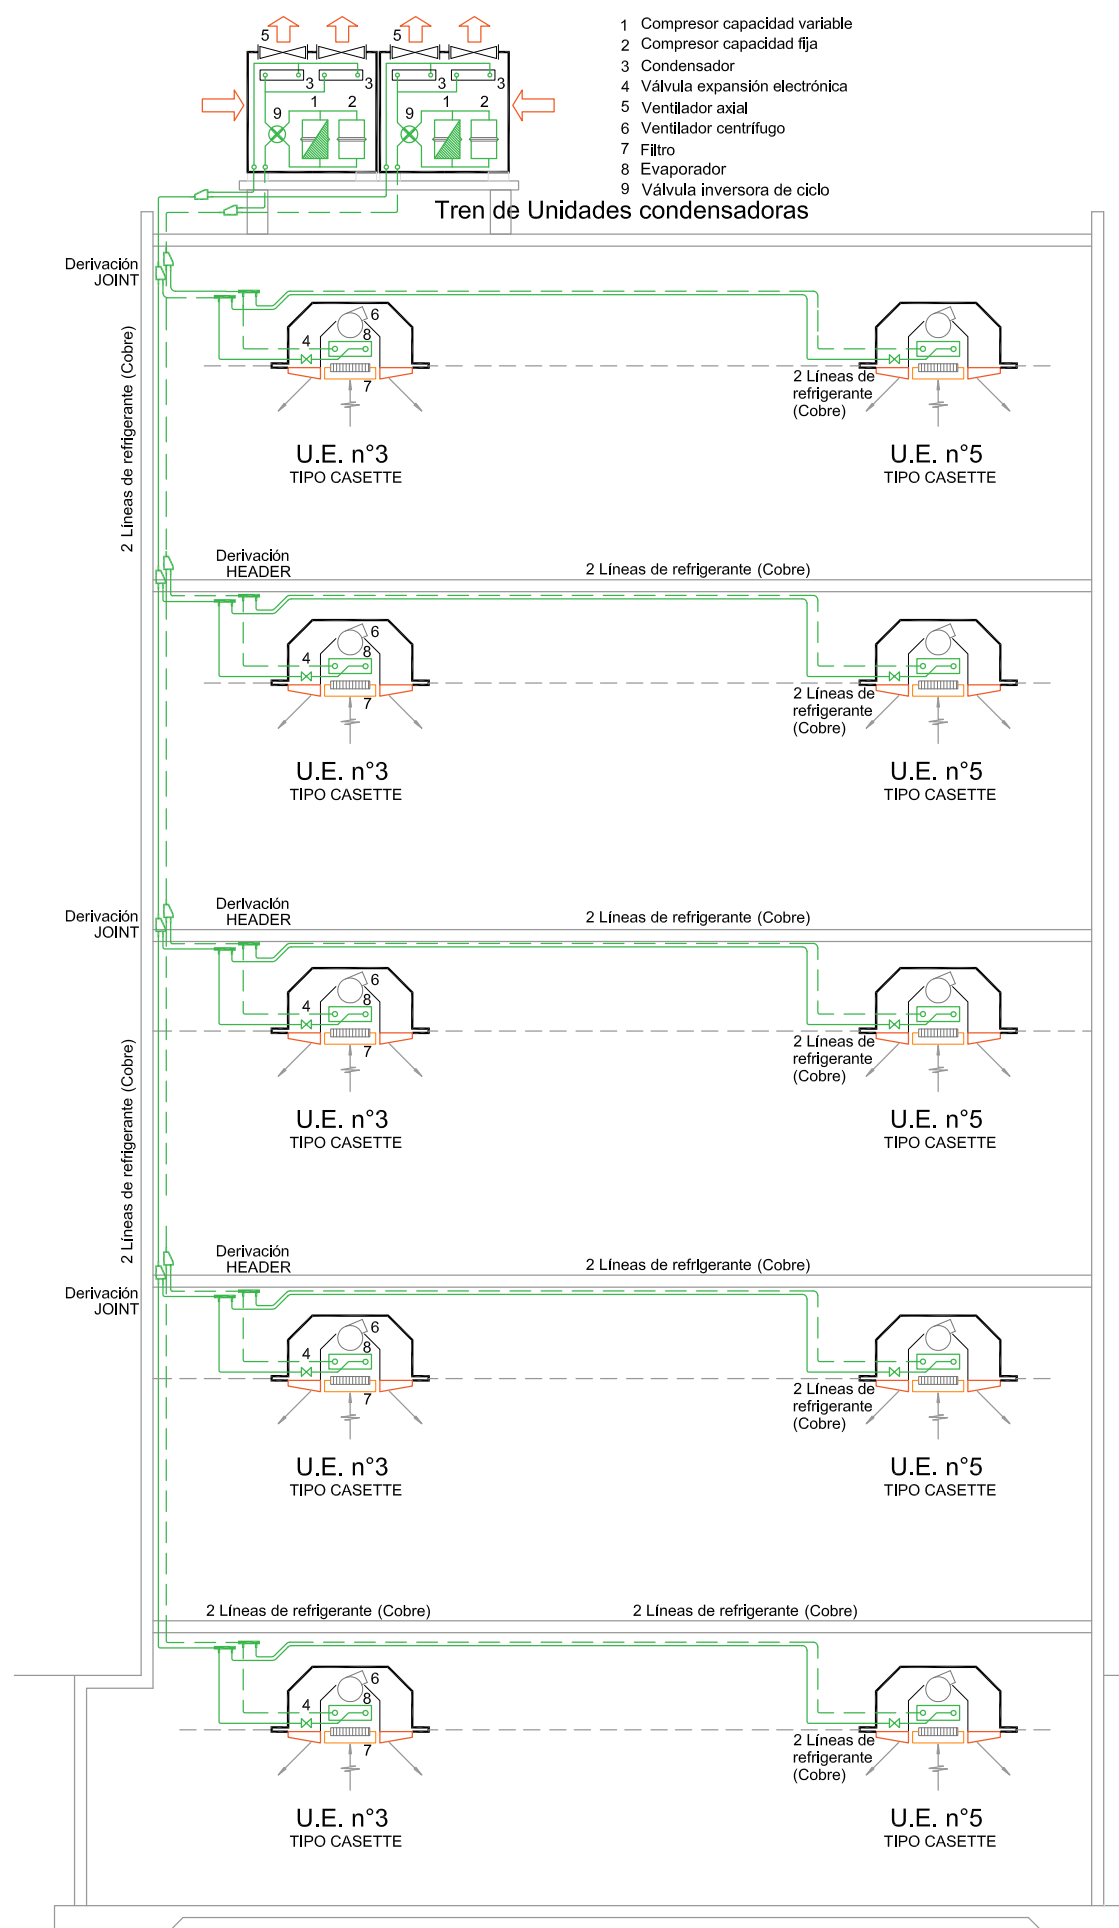 5
5
3
3
3
3
9
1
2
9
1
2
1 Compresor capacidad variable
2 Compresor capacidad fija
3 Condensador
4 Válvula expansión electrónica
5 Ventilador axial
6 Ventilador centrífugo
7 Filtro
8 Evaporador
9 Válvula inversora de ciclo
Tren de Unidades condensadoras
Derivación
JOINT
2 Líneas de refrigerante (Cobre)
6
4
8
7
2 Líneas de
refrigerante
(Cobre)
U.E. n°3
TIPO CASETTE
U.E. n°5
TIPO CASETTE
Derivación
HEADER
2 Líneas de refrigerante (Cobre)
6
4
8
7
2 Líneas de
refrigerante
(Cobre)
U.E. n°3
TIPO CASETTE
U.E. n°5
TIPO CASETTE
Derivación
JOINT
Derivación
HEADER
2 Líneas de refrigerante (Cobre)
6
4
8
7
2 Líneas de
refrigerante
(Cobre)
2 Líneas de refrigerante (Cobre)
U.E. n°3
TIPO CASETTE
U.E. n°5
TIPO CASETTE
Derivación
HEADER
2 Líneas de refrigerante (Cobre)
Derivación
JOINT
6
4
8
7
2 Líneas de
refrigerante
(Cobre)
U.E. n°3
TIPO CASETTE
U.E. n°5
TIPO CASETTE
2 Líneas de refrigerante (Cobre)
2 Líneas de refrigerante (Cobre)
6
4
8
7
2 Líneas de
refrigerante
(Cobre)
U.E. n°3
TIPO CASETTE
U.E. n°5
TIPO CASETTE